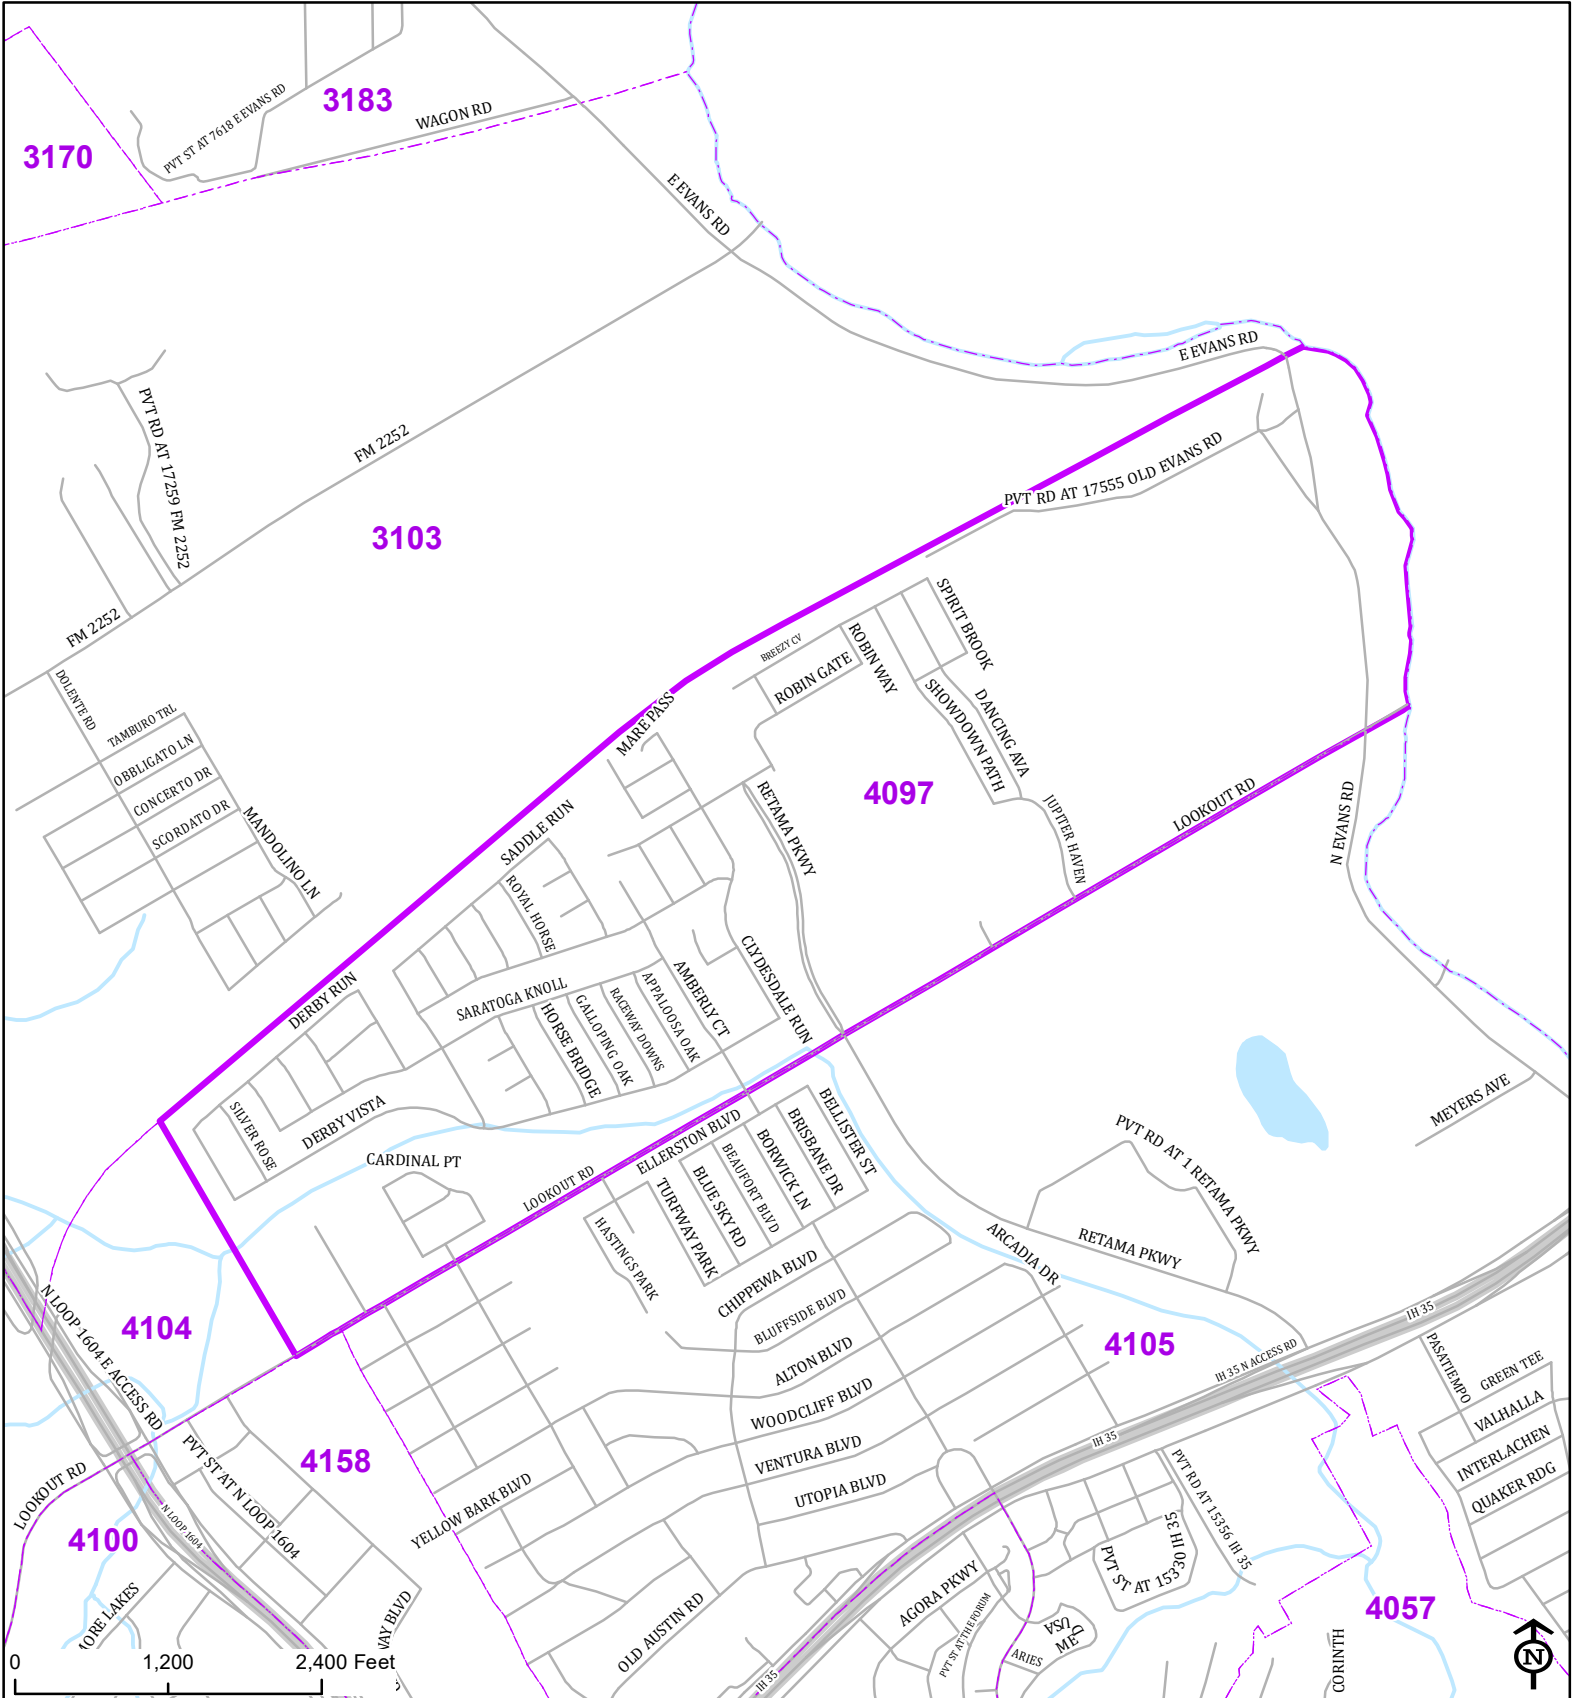 3183
WAGON RD
PVT ST AT 7618 E EVANS RD
3170
E EVANS RD
E EVANS RD
PVT RD AT 17259 FM 2252
FM 2252
PVT RD AT 17555 OLD EVANS RD
3103
FM 2252
SPIRIT BROOK
BREEZY CV
ROBIN WAY
ROBIN GATE
DOLENTE RD
TAMBURO TRL
OBBLIGATO LN
CONCERTO DR
SCORDATO DR
MANDOLINO LN
MARE PASS
SHOWDOWN PATH
DANCING AVA
4097
RETAMA PKWY
JUPITER HAVEN
LOOKOUT RD
N EVANS RD
SADDLE RUN
ROYAL HORSE
CLYDESDALE RUN
AMBERLY CT
APPALOOSA OAK
RACEWAY DOWNS
GALLOPING OAK
HORSE BRIDGE
SARATOGA KNOLL
DERBY RUN
SILVER ROSE
DERBY VISTA
CARDINAL PT
LOOKOUT RD
ELLERSTON BLVD
BELLISTER ST
BRISBANE DR
BORWICK LN
BEAUFORT BLVD
BLUE SKY RD
TURFWAY PARK
HASTINGS PARK
MEYERS AVE
PVT RD AT 1 RETAMA PKWY
RETAMA PKWY
ARCADIA DR
CHIPPEWA BLVD
BLUFFSIDE BLVD
ALTON BLVD
WOODCLIFF BLVD
VENTURA BLVD
UTOPIA BLVD
4104
N LOOP 1604 E ACCESS RD
4105
IH 35
IH 35 N ACCESS RD
IH 35
PASATIEMPO
GREEN TEE
VALHALLA
INTERLACHEN
QUAKER RDG
4158
PVT ST AT N LOOP 1604
LOOKOUT RD
N LOOP 1604
4100
YELLOW BARK BLVD
PVT RD AT 15356 IH 35
PVT ST AT 15330 IH 35
AGORA PKWY
PVT ST AT THE FORUM
OLD AUSTIN RD
IH 35
ARIES
4057
CORINTH
N
0 1,200 2,400 Feet